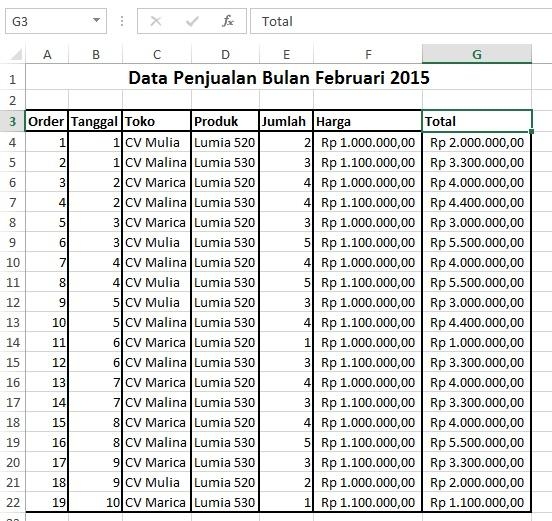 G3 fx Total
A B C D E F G
1 Data Penjualan Bulan Februari 2015
2
3 Order Tanggal Toko Produk Jumlah Harga Total
4 1 1 CV Mulia Lumia 520 2 Rp 1.000.000,00 Rp 2.000.000,00
5 2 1 CV Malina Lumia 530 3 Rp 1.100.000,00 Rp 3.300.000,00
6 3 2 CV Marica Lumia 520 4 Rp 1.000.000,00 Rp 4.000.000,00
7 4 2 CV Malina Lumia 530 4 Rp 1.100.000,00 Rp 4.400.000,00
8 5 3 CV Marica Lumia 520 3 Rp 1.000.000,00 Rp 3.000.000,00
9 6 3 CV Mulia Lumia 530 5 Rp 1.100.000,00 Rp 5.500.000,00
10 7 4 CV Malina Lumia 520 4 Rp 1.000.000,00 Rp 4.000.000,00
11 8 4 CV Mulia Lumia 530 5 Rp 1.100.000,00 Rp 5.500.000,00
12 9 5 CV Mulia Lumia 520 3 Rp 1.000.000,00 Rp 3.000.000,00
13 10 5 CV Malina Lumia 530 4 Rp 1.100.000,00 Rp 4.400.000,00
14 11 6 CV Marica Lumia 520 1 Rp 1.000.000,00 Rp 1.000.000,00
15 12 6 CV Malina Lumia 530 3 Rp 1.100.000,00 Rp 3.300.000,00
16 13 7 CV Marica Lumia 520 4 Rp 1.000.000,00 Rp 4.000.000,00
17 14 7 CV Malina Lumia 530 3 Rp 1.100.000,00 Rp 3.300.000,00
18 15 8 CV Marica Lumia 520 4 Rp 1.000.000,00 Rp 4.000.000,00
19 16 8 CV Malina Lumia 530 5 Rp 1.100.000,00 Rp 5.500.000,00
20 17 9 CV Marica Lumia 530 3 Rp 1.100.000,00 Rp 3.300.000,00
21 18 9 CV Mulia Lumia 520 2 Rp 1.000.000,00 Rp 2.000.000,00
22 19 10 CV Marica Lumia 530 1 Rp 1.100.000,00 Rp 1.100.000,00